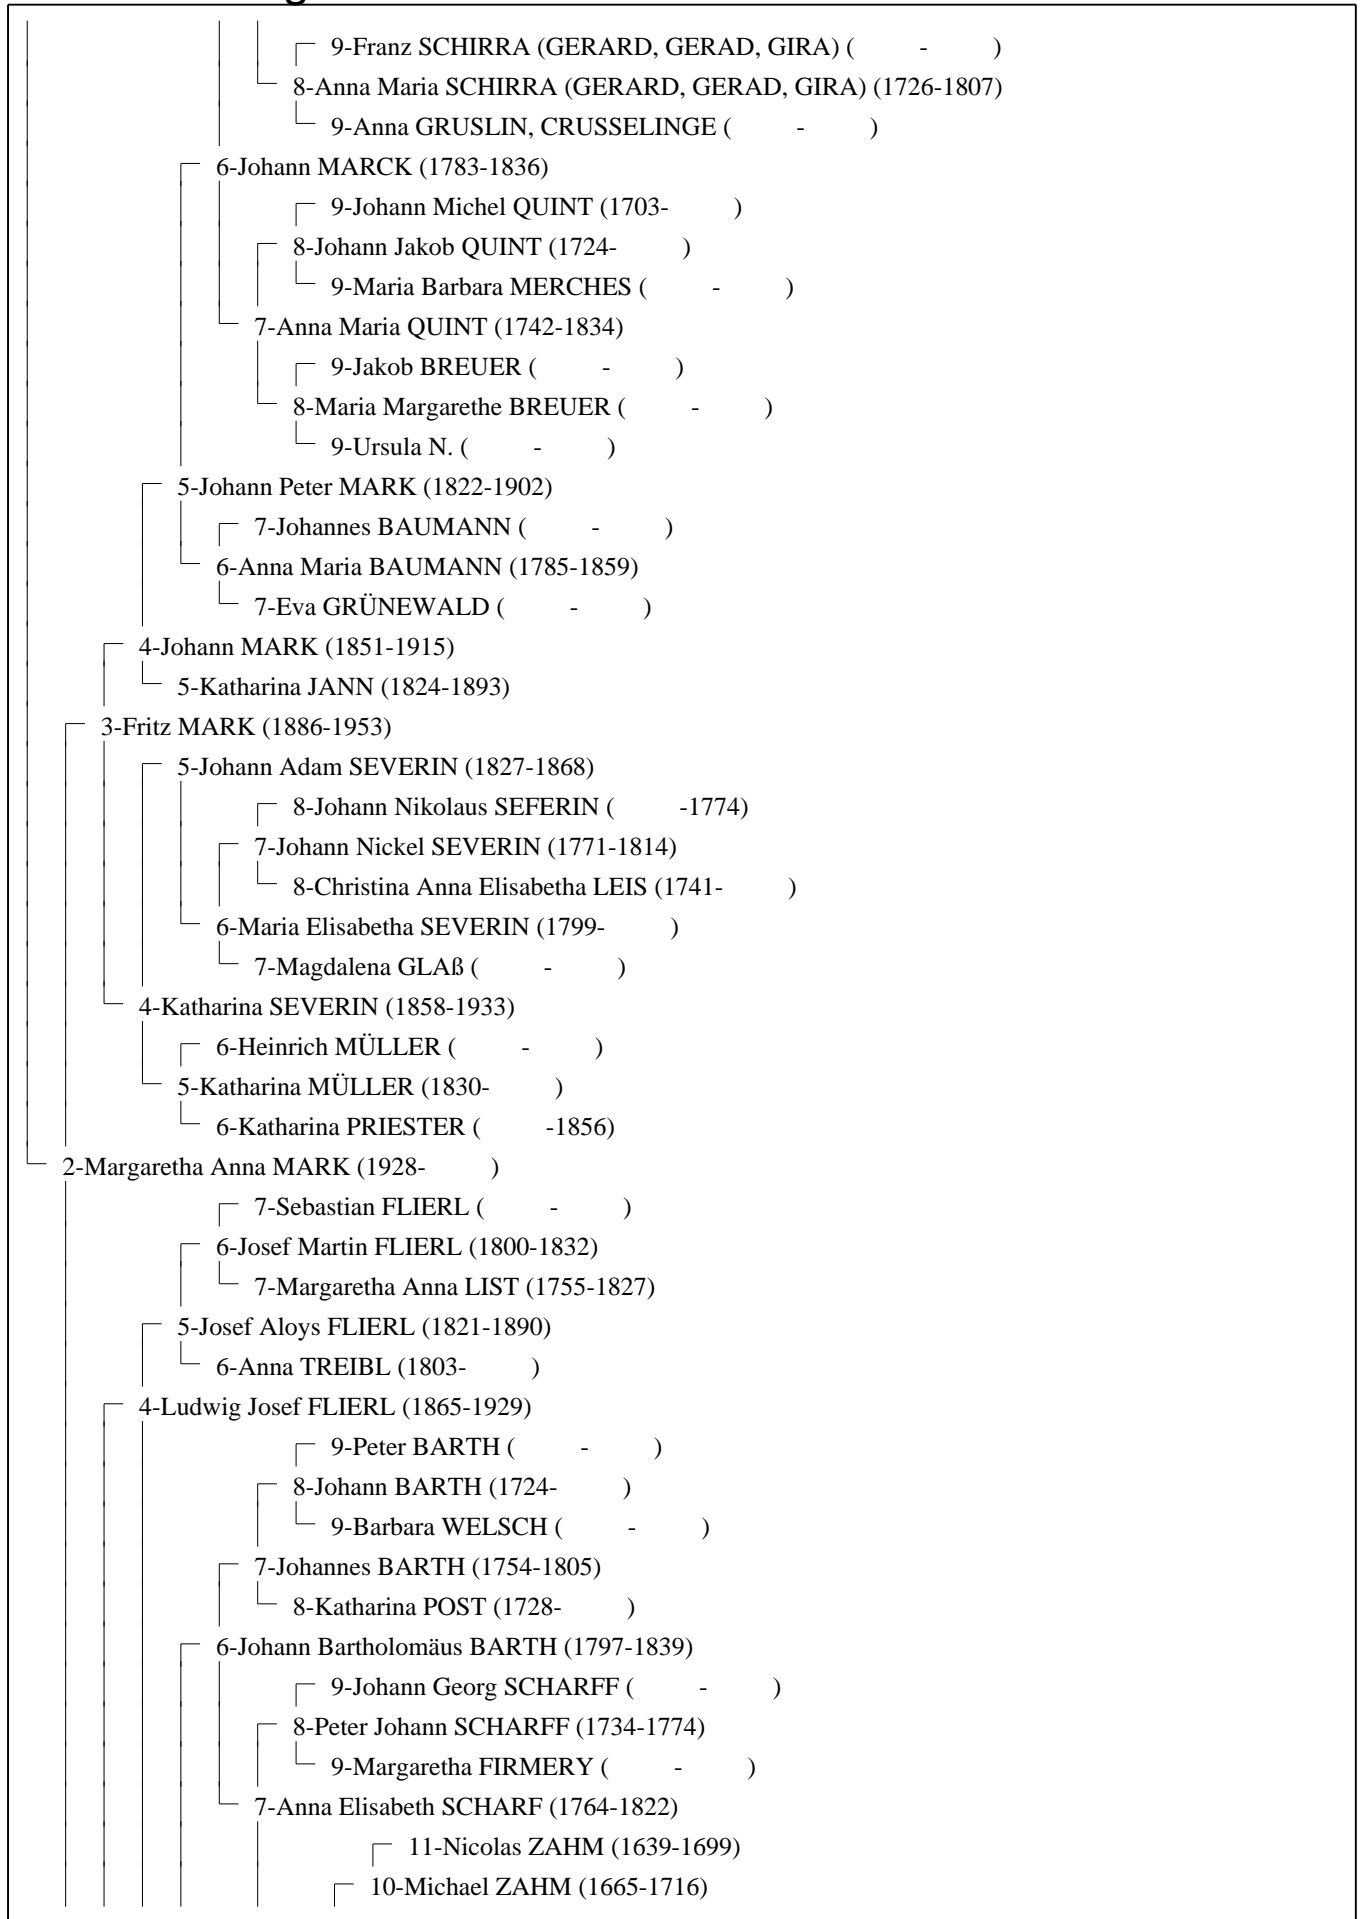 9-Franz SCHIRRA (GERARD, GERAD, GIRA) ( - )
8-Anna Maria SCHIRRA (GERARD, GERAD, GIRA) (1726-1807)
9-Anna GRUSLIN, CRUSSELINGE ( - )
6-Johann MARCK (1783-1836)
9-Johann Michel QUINT (1703- )
8-Johann Jakob QUINT (1724- )
9-Maria Barbara MERCHES ( - )
7-Anna Maria QUINT (1742-1834)
9-Jakob BREUER ( - )
8-Maria Margarethe BREUER ( - )
9-Ursula N. ( - )
5-Johann Peter MARK (1822-1902)
7-Johannes BAUMANN ( - )
6-Anna Maria BAUMANN (1785-1859)
7-Eva GRÜNEWALD ( - )
4-Johann MARK (1851-1915)
5-Katharina JANN (1824-1893)
3-Fritz MARK (1886-1953)
5-Johann Adam SEVERIN (1827-1868)
8-Johann Nikolaus SEFERIN ( -1774)
7-Johann Nickel SEVERIN (1771-1814)
8-Christina Anna Elisabetha LEIS (1741- )
6-Maria Elisabetha SEVERIN (1799- )
7-Magdalena GLAß ( - )
4-Katharina SEVERIN (1858-1933)
6-Heinrich MÜLLER ( - )
5-Katharina MÜLLER (1830- )
6-Katharina PRIESTER ( -1856)
2-Margaretha Anna MARK (1928- )
7-Sebastian FLIERL ( - )
6-Josef Martin FLIERL (1800-1832)
7-Margaretha Anna LIST (1755-1827)
5-Josef Aloys FLIERL (1821-1890)
6-Anna TREIBL (1803- )
4-Ludwig Josef FLIERL (1865-1929)
9-Peter BARTH ( - )
8-Johann BARTH (1724- )
9-Barbara WELSCH ( - )
7-Johannes BARTH (1754-1805)
8-Katharina POST (1728- )
6-Johann Bartholomäus BARTH (1797-1839)
9-Johann Georg SCHARFF ( - )
8-Peter Johann SCHARFF (1734-1774)
9-Margaretha FIRMERY ( - )
7-Anna Elisabeth SCHARF (1764-1822)
11-Nicolas ZAHM (1639-1699)
10-Michael ZAHM (1665-1716)